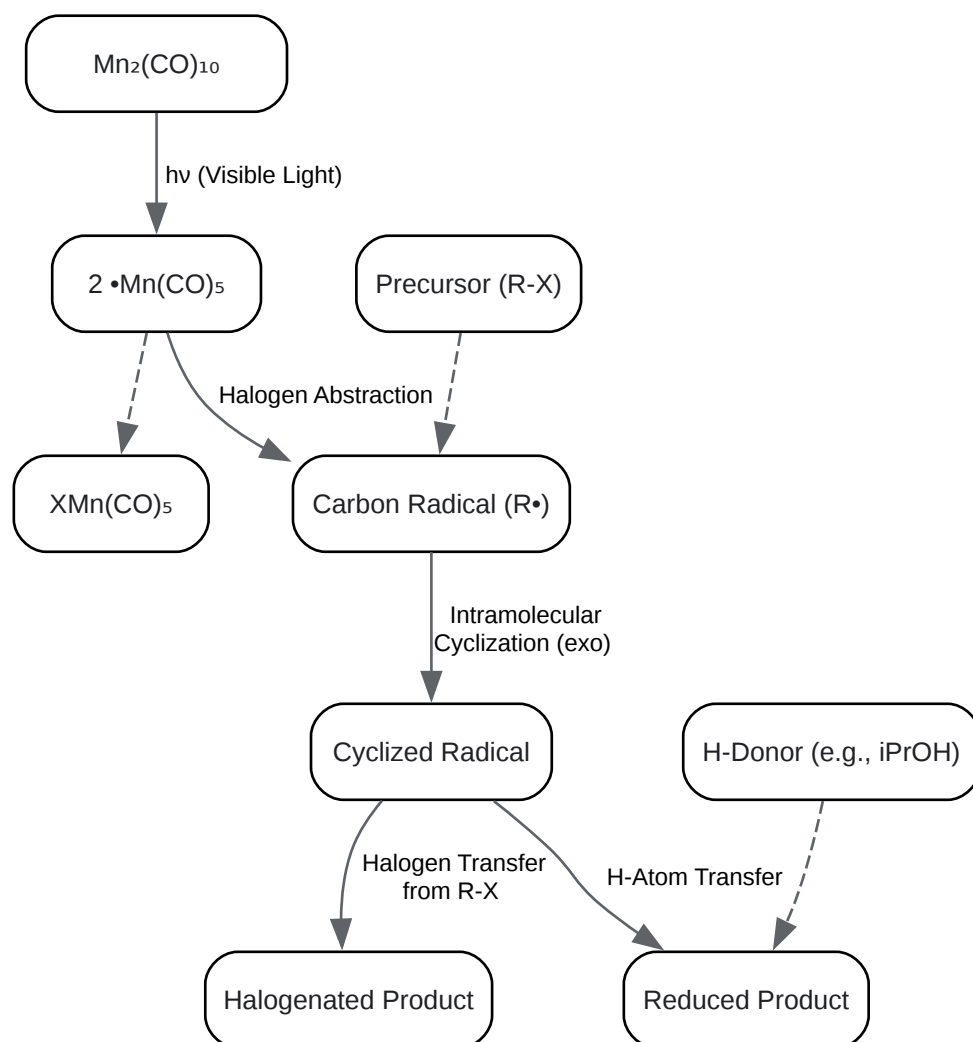 Mn₂(CO)₁₀
hν (Visible Light)
2 •Mn(CO)₅
Precursor (R-X)
Halogen Abstraction
XMn(CO)₅
Carbon Radical (R•)
Intramolecular
Cyclization (exo)
Cyclized Radical
H-Donor (e.g., iPrOH)
Halogen Transfer
from R-X
H-Atom Transfer
Halogenated Product
Reduced Product